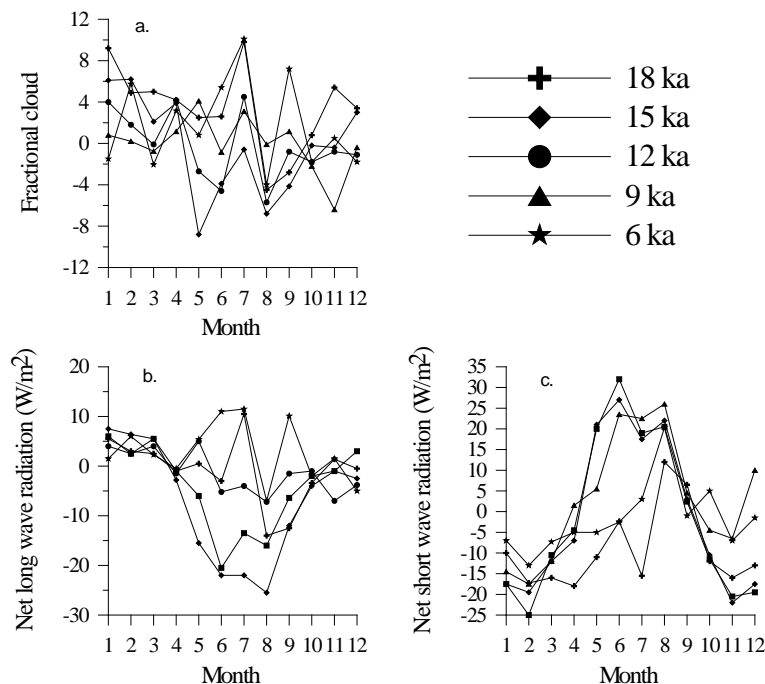 a.
12
8
4
0
-4
-8
-12
Fractional cloud
1 2 3 4 5 6 7 8 9 10 11 12
Month
18 ka
15 ka
12 ka
9 ka
6 ka
b.
20
10
0
-10
-20
-30
Net long wave radiation (W/m²)
1 2 3 4 5 6 7 8 9 10 11 12
Month
c.
35
30
25
20
15
10
5
0
-5
-10
-15
-20
-25
Net short wave radiation (W/m²)
1 2 3 4 5 6 7 8 9 10 11 12
Month